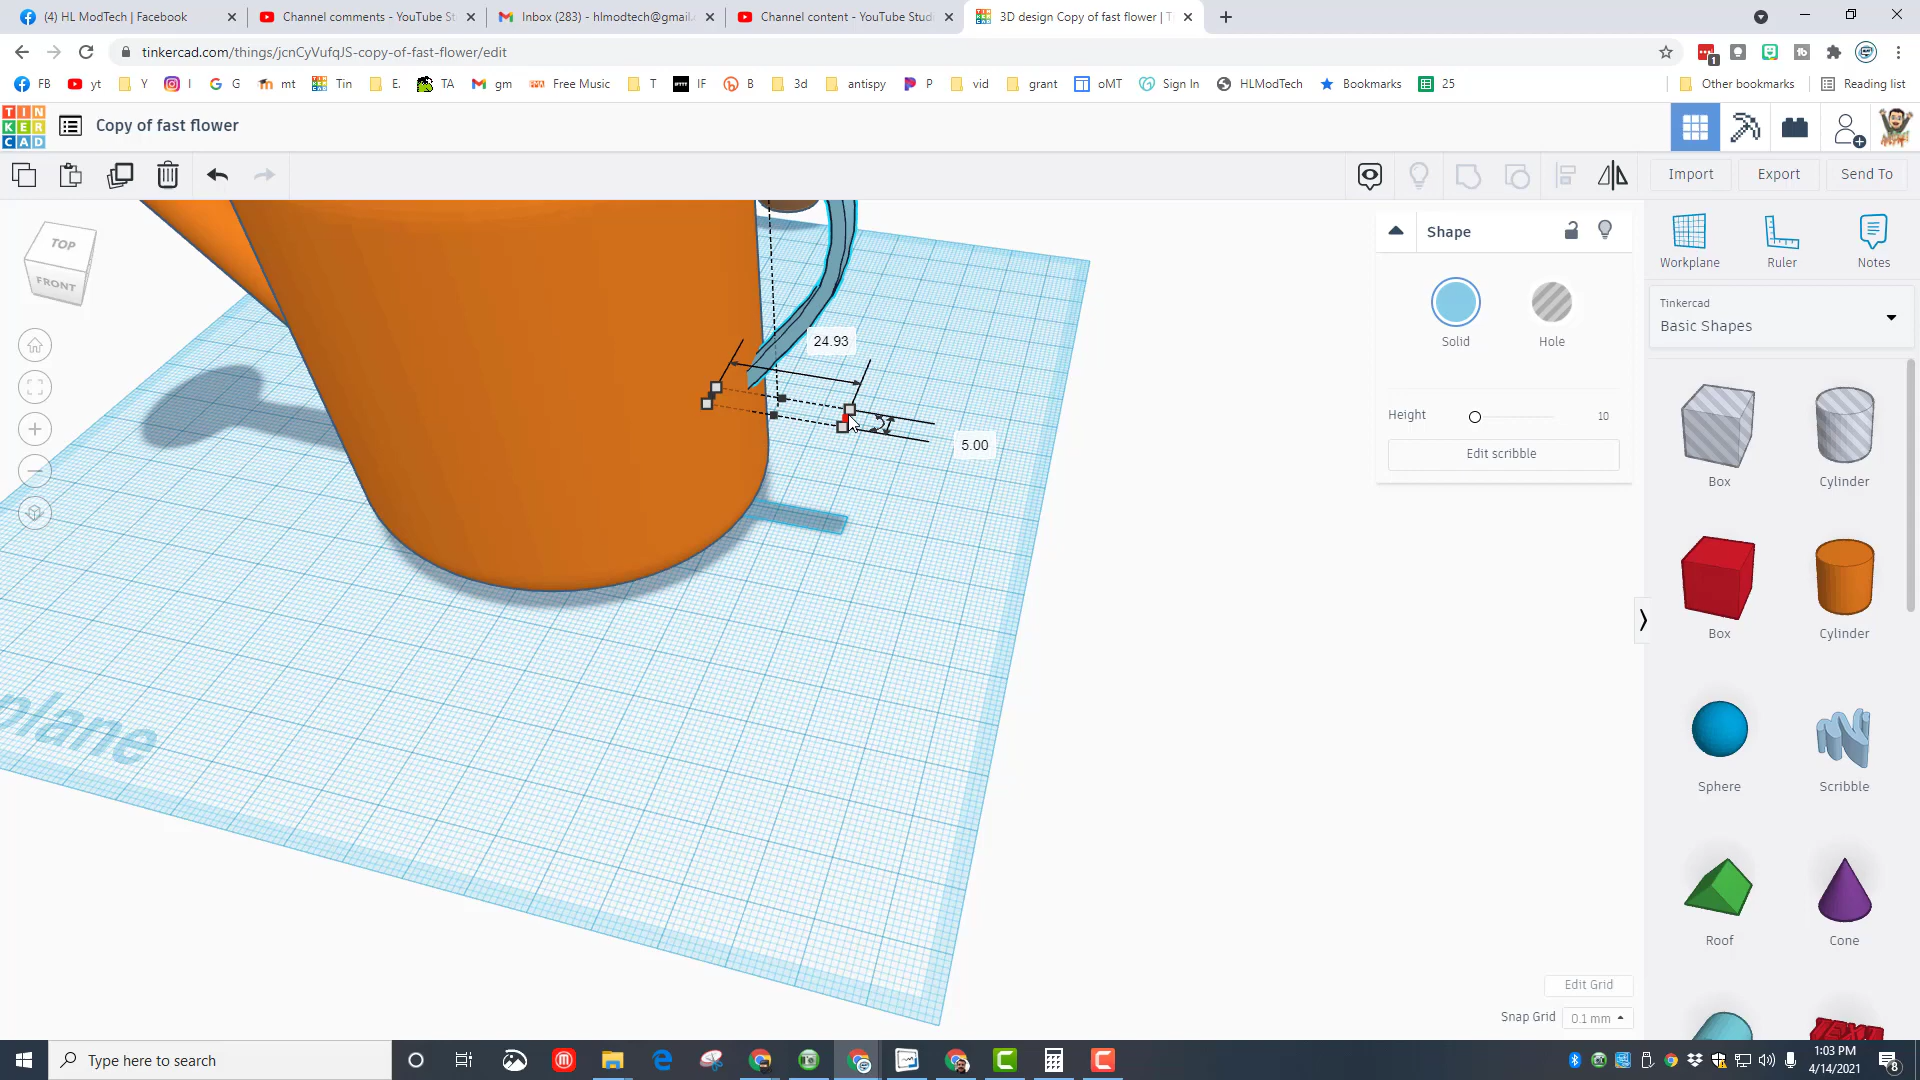 (4) HL ModTech | Facebook
Channel comments - YouTube St
Inbox (283) - hlmodtech@gmail.
Channel content - YouTube Studi
3D design Copy of fast flower | T
tinkercad.com/things/jcnCyVufqJS-copy-of-fast-flower/edit
FB
yt
Y
I
G
mt
Tin
E.
TA
gm
Free Music
T
IF
B
3d
antispy
P
vid
grant
oMT
Sign In
HLModTech
Bookmarks
25
Other bookmarks
Reading list
TIN
KER
CAD
Copy of fast flower
Import
Export
Send To
TOP
FRONT
Shape
Solid
Hole
Height
10
Edit scribble
24.93
5.00
plane
Workplane
Ruler
Notes
Tinkercad
Basic Shapes
Box
Cylinder
Box
Cylinder
Sphere
Scribble
Roof
Cone
TEXT
Edit Grid
Snap Grid
0.1 mm
Type here to search
1:03 PM
4/14/2021
8